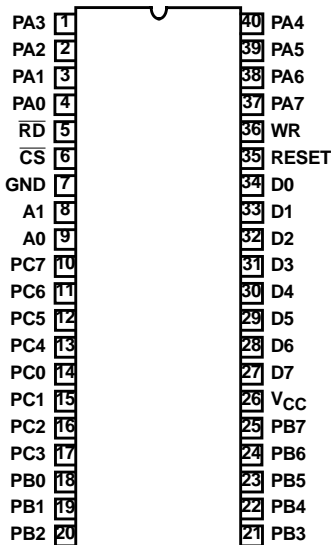 PA3 1 40 PA4
PA2 2 39 PA5
PA1 3 38 PA6
PA0 4 37 PA7
R̅D̅ 5 36 WR
C̅S̅ 6 35 RESET
GND 7 34 D0
A1 8 33 D1
A0 9 32 D2
PC7 10 31 D3
PC6 11 30 D4
PC5 12 29 D5
PC4 13 28 D6
PC0 14 27 D7
PC1 15 26 VCC
PC2 16 25 PB7
PC3 17 24 PB6
PB0 18 23 PB5
PB1 19 22 PB4
PB2 20 21 PB3